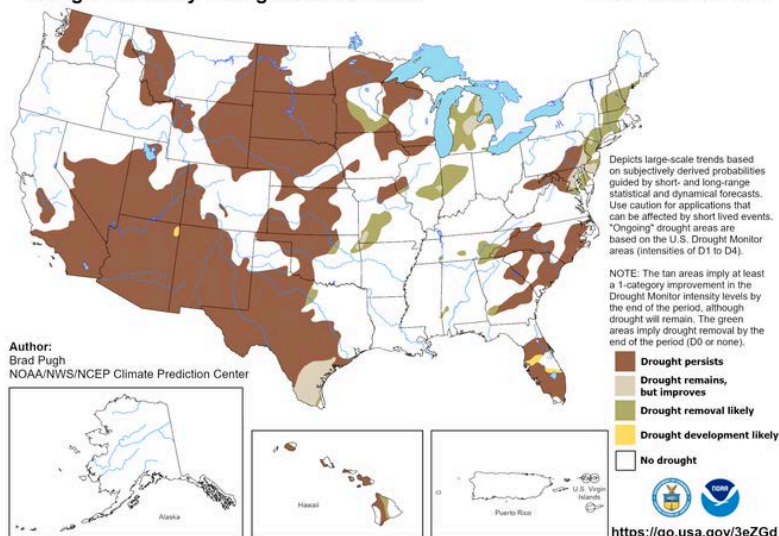 Depicts large-scale trends based
on subjectively derived probabilities
guided by short- and long-range
statistical and dynamical forecasts.
Use caution for applications that
can be affected by short lived events.
"Ongoing" drought areas are
based on the U.S. Drought Monitor
areas (intensities of D1 to D4).
NOTE: The tan areas imply at least
a 1-category improvement in the
Drought Monitor intensity levels by
the end of the period, although
drought will remain. The green
areas imply drought removal by the
end of the period (D0 or none).
Author:
Brad Pugh
NOAA/NWS/NCEP Climate Prediction Center
Drought persists
Drought remains,
but improves
Drought removal likely
Drought development likely
No drought
Alaska
Hawaii
Puerto Rico
U.S. Virgin
Islands
NOAA
https://go.usa.gov/3eZGd